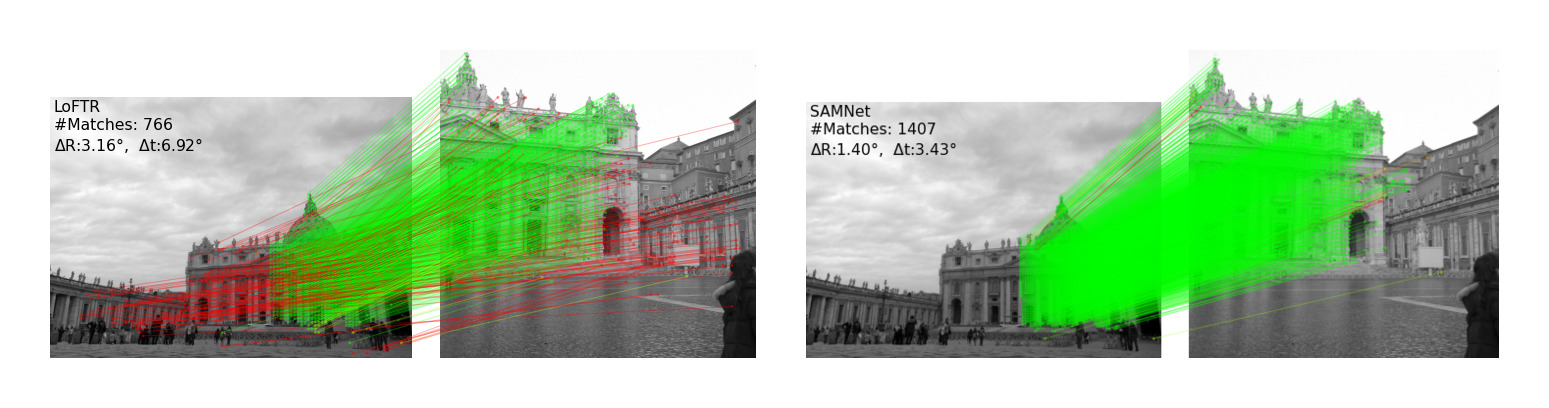 LoFTR
#Matches: 766
ΔR:3.16°, Δt:6.92°
SAMNet
#Matches: 1407
ΔR:1.40°, Δt:3.43°